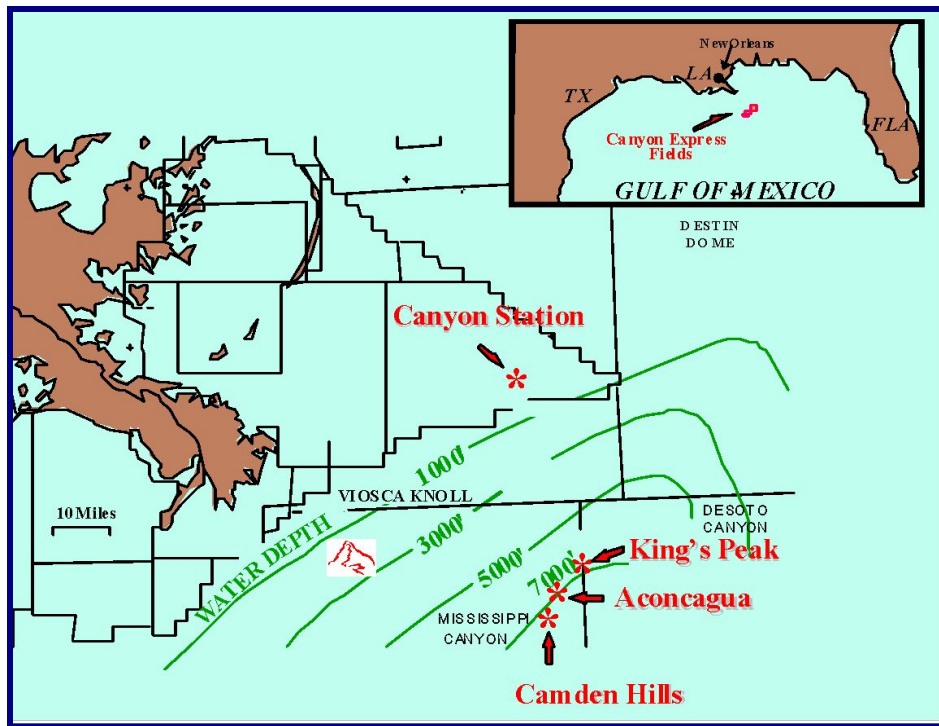 New Orleans
LA
TX
FLA
Canyon Express
Fields
GULF OF MEXICO
DESTIN
DOME
Canyon Station
1000'
10 Miles
VIOSCA KNOLL
DESOTO
CANYON
WATER DEPTH
3000'
5000'
7000'
King's Peak
Aconcagua
MISSISSIPPI
CANYON
Camden Hills